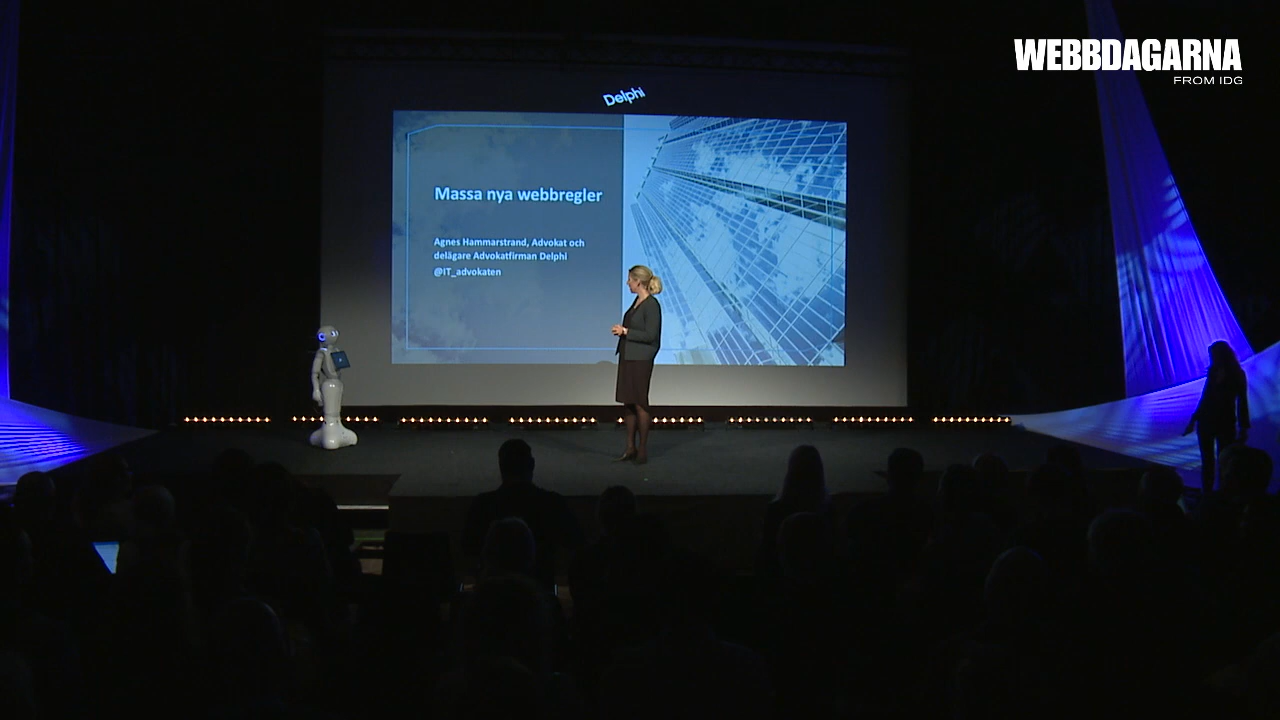 WEBBDAGARNA
FROM IDG
Delphi
Massa nya webbregler
Agnes Hammarstrand, Advokat och
delägare Advokatfirman Delphi
@IT_advokaten